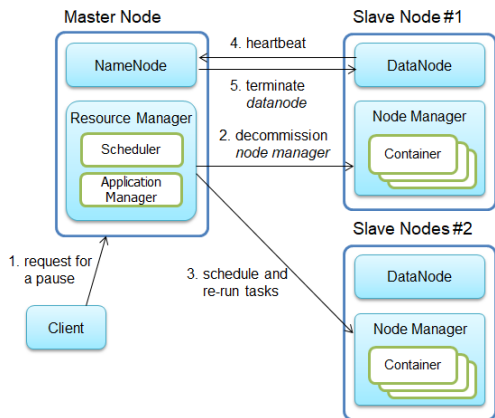 Master Node
NameNode
Resource Manager
Scheduler
Application
Manager
1. request for
a pause
Client
4. heartbeat
5. terminate
datanode
2. decommission
node manager
3. schedule and
re-run tasks
Slave Node #1
DataNode
Node Manager
Container
Slave Nodes #2
DataNode
Node Manager
Container